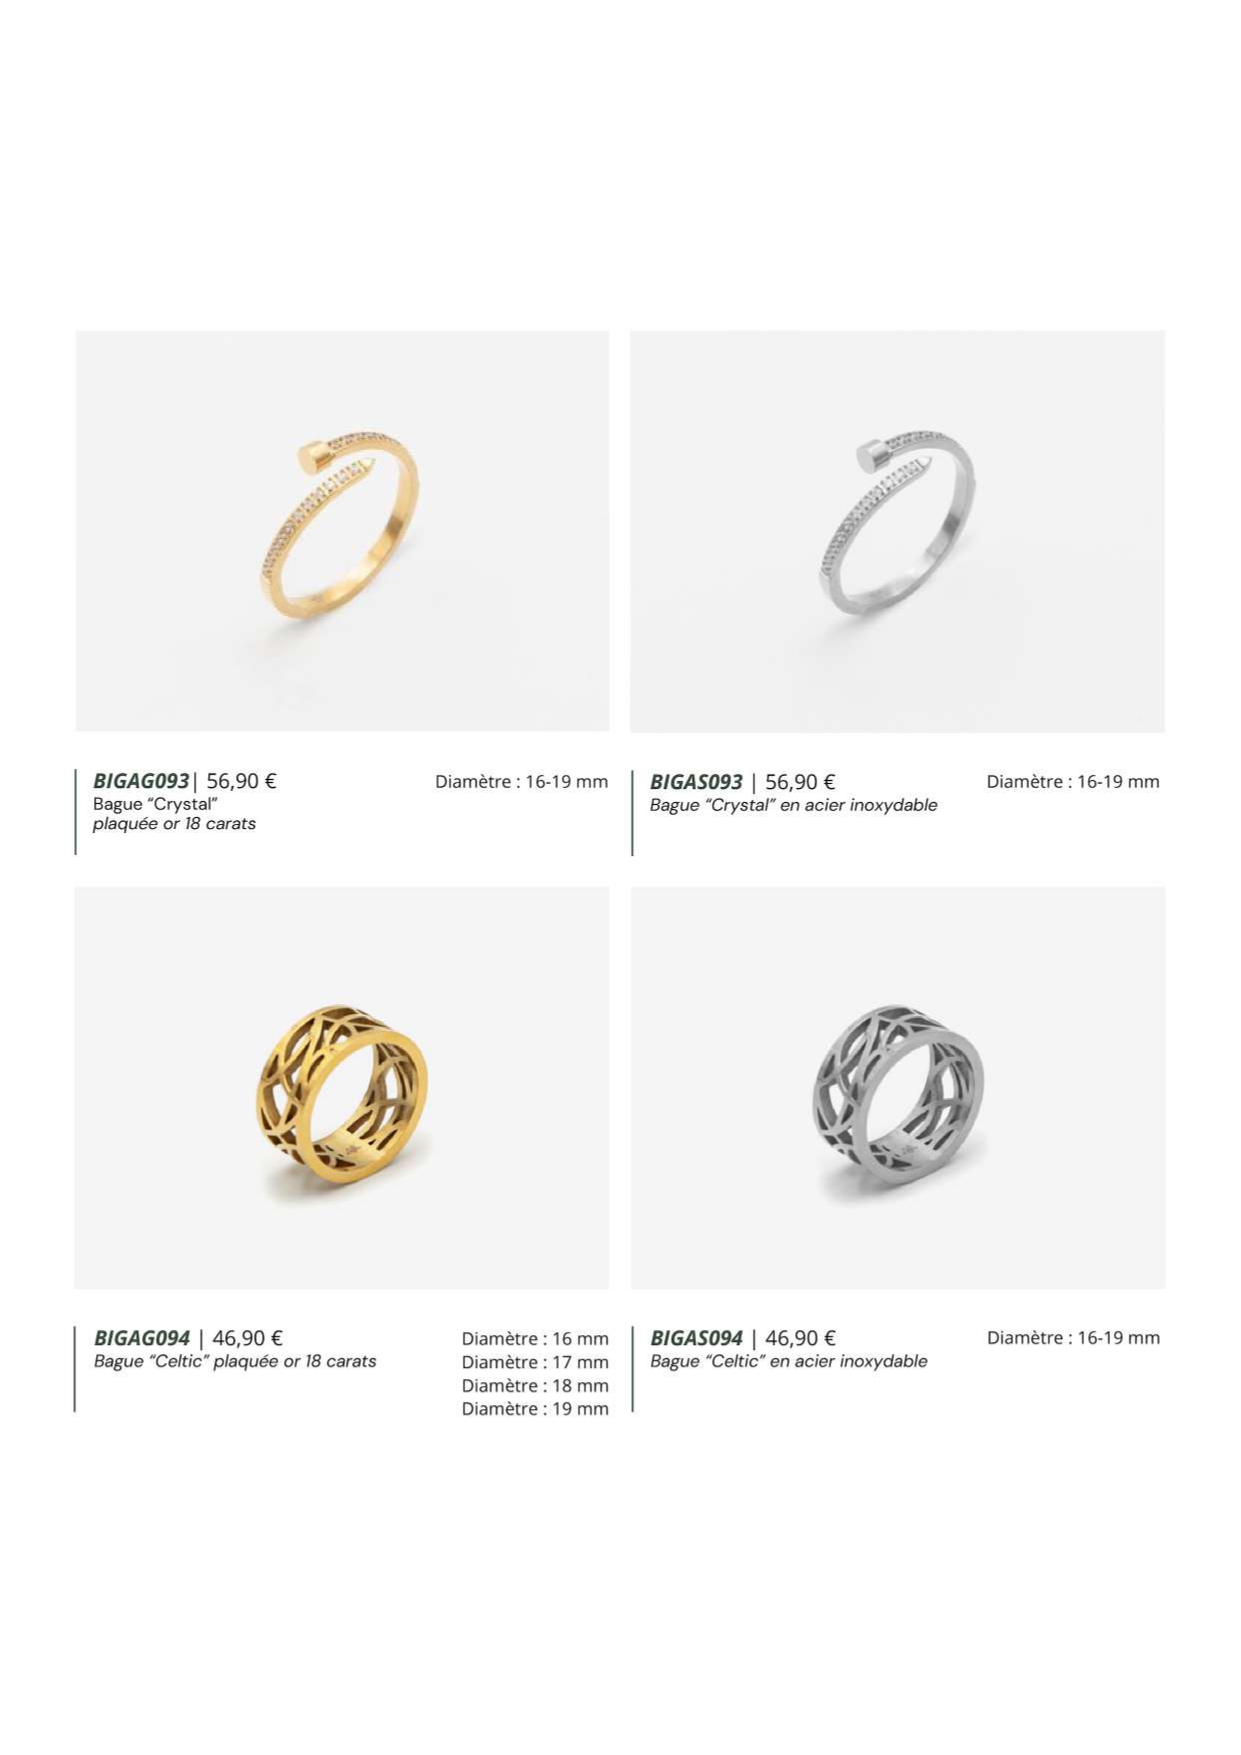 BIGAG093| 56,90 €
Diamètre : 16-19 mm
Bague “Crystal”
plaquée or 18 carats
BIGAS093 | 56,90 €
Diamètre : 16-19 mm
Bague “Crystal” en acier inoxydable
BIGAG094 | 46,90 €
Bague “Celtic” plaquée or 18 carats
Diamètre : 16 mm
Diamètre : 17 mm
Diamètre : 18 mm
Diamètre : 19 mm
BIGAS094 | 46,90 €
Diamètre : 16-19 mm
Bague “Celtic” en acier inoxydable